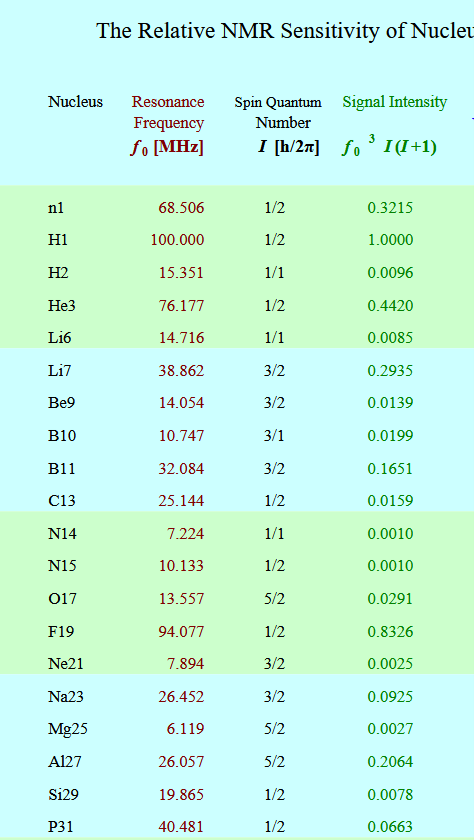 The Relative NMR Sensitivity of
Nucleus Resonance Frequency f0 [MHz] Spin Quantum Number I [h/2π] Signal Intensity f0 3 I(I+1)
n1 68.506 1/2 0.3215
H1 100.000 1/2 1.0000
H2 15.351 1/1 0.0096
He3 76.177 1/2 0.4420
Li6 14.716 1/1 0.0085
Li7 38.862 3/2 0.2935
Be9 14.054 3/2 0.0139
B10 10.747 3/1 0.0199
B11 32.084 3/2 0.1651
C13 25.144 1/2 0.0159
N14 7.224 1/1 0.0010
N15 10.133 1/2 0.0010
O17 13.557 5/2 0.0291
F19 94.077 1/2 0.8326
Ne21 7.894 3/2 0.0025
Na23 26.452 3/2 0.0925
Mg25 6.119 5/2 0.0027
Al27 26.057 5/2 0.2064
Si29 19.865 1/2 0.0078
P31 40.481 1/2 0.0663